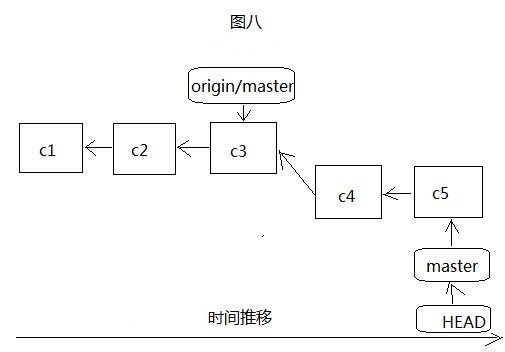 图八
origin/master
c1
c2
c3
c4
c5
master
时间推移
HEAD